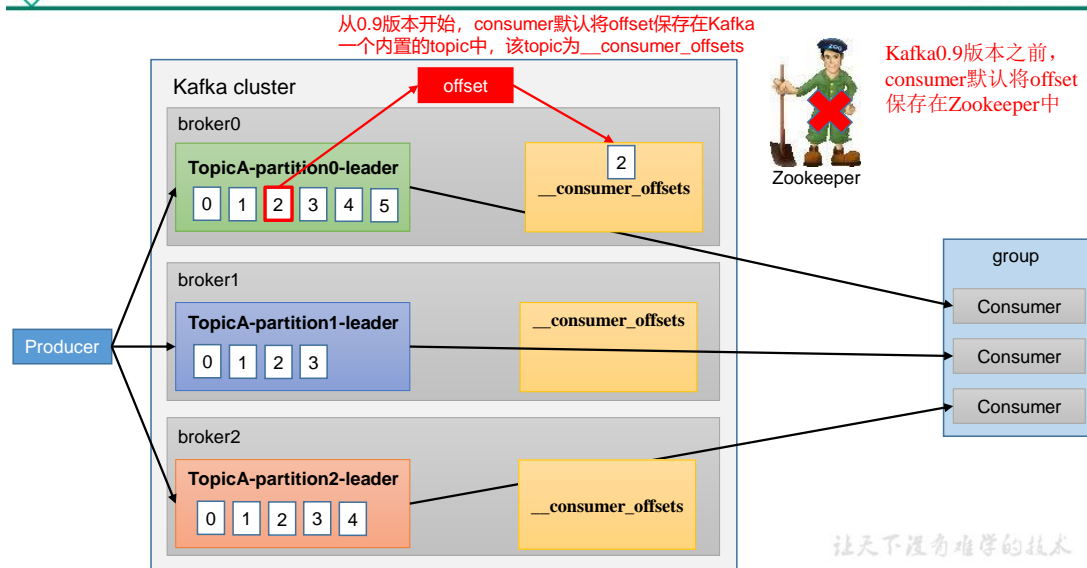 从0.9版本开始，consumer默认将offset保存在Kafka
一个内置的topic中，该topic为__consumer_offsets
Kafka0.9版本之前，
consumer默认将offset
保存在Zookeeper中
ZOO
Zookeeper
Kafka cluster
offset
broker0
TopicA-partition0-leader
0 1 2 3 4 5
2
__consumer_offsets
broker1
TopicA-partition1-leader
0 1 2 3
__consumer_offsets
broker2
TopicA-partition2-leader
0 1 2 3 4
__consumer_offsets
Producer
group
Consumer
Consumer
Consumer
让天下没有难学的技术